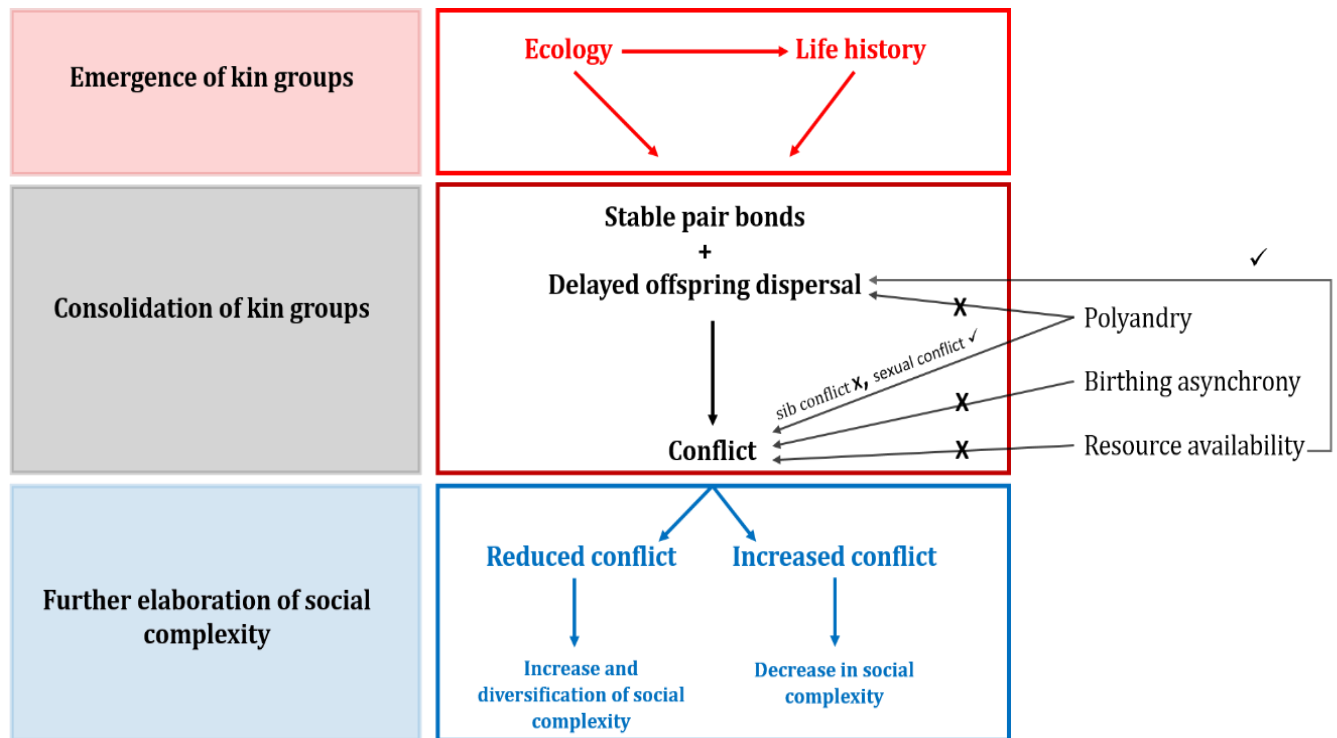 Emergence of kin groups
Ecology
Life history
Consolidation of kin groups
Stable pair bonds
+
Delayed offspring dispersal
✓
X
Polyandry
sib conflict x, sexual conflict ✓
Birthing asynchrony
X
Conflict
X
Resource availability
Further elaboration of social
complexity
Reduced conflict
Increased conflict
Increase and
diversification of social
complexity
Decrease in social
complexity